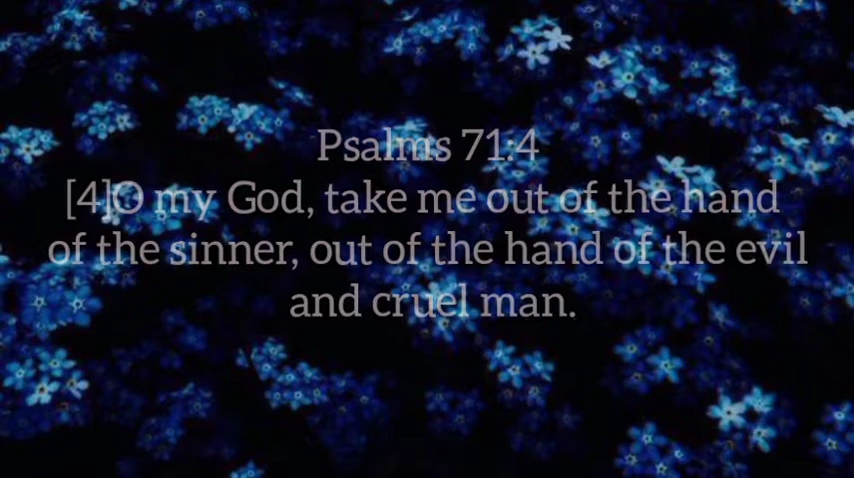 Psalms 71:4
[4]O my God, take me out of the hand
of the sinner, out of the hand of the evil
and cruel man.